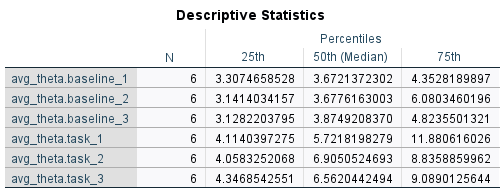 Descriptive Statistics
Percentiles
N 25th 50th (Median) 75th
avg_theta.baseline_1 6 3.3074658528 3.6721372230 4.3528189897
avg_theta.baseline_2 6 3.1414034157 3.6776163003 6.0803460196
avg_theta.baseline_3 6 3.1282203795 3.8749208370 4.8235501321
avg_theta.task_1 6 4.1140397275 5.7218198279 11.880616026
avg_theta.task_2 6 4.0583252068 6.9050524693 8.8358859962
avg_theta.task_3 6 4.3468542551 6.5620442494 9.0890125644